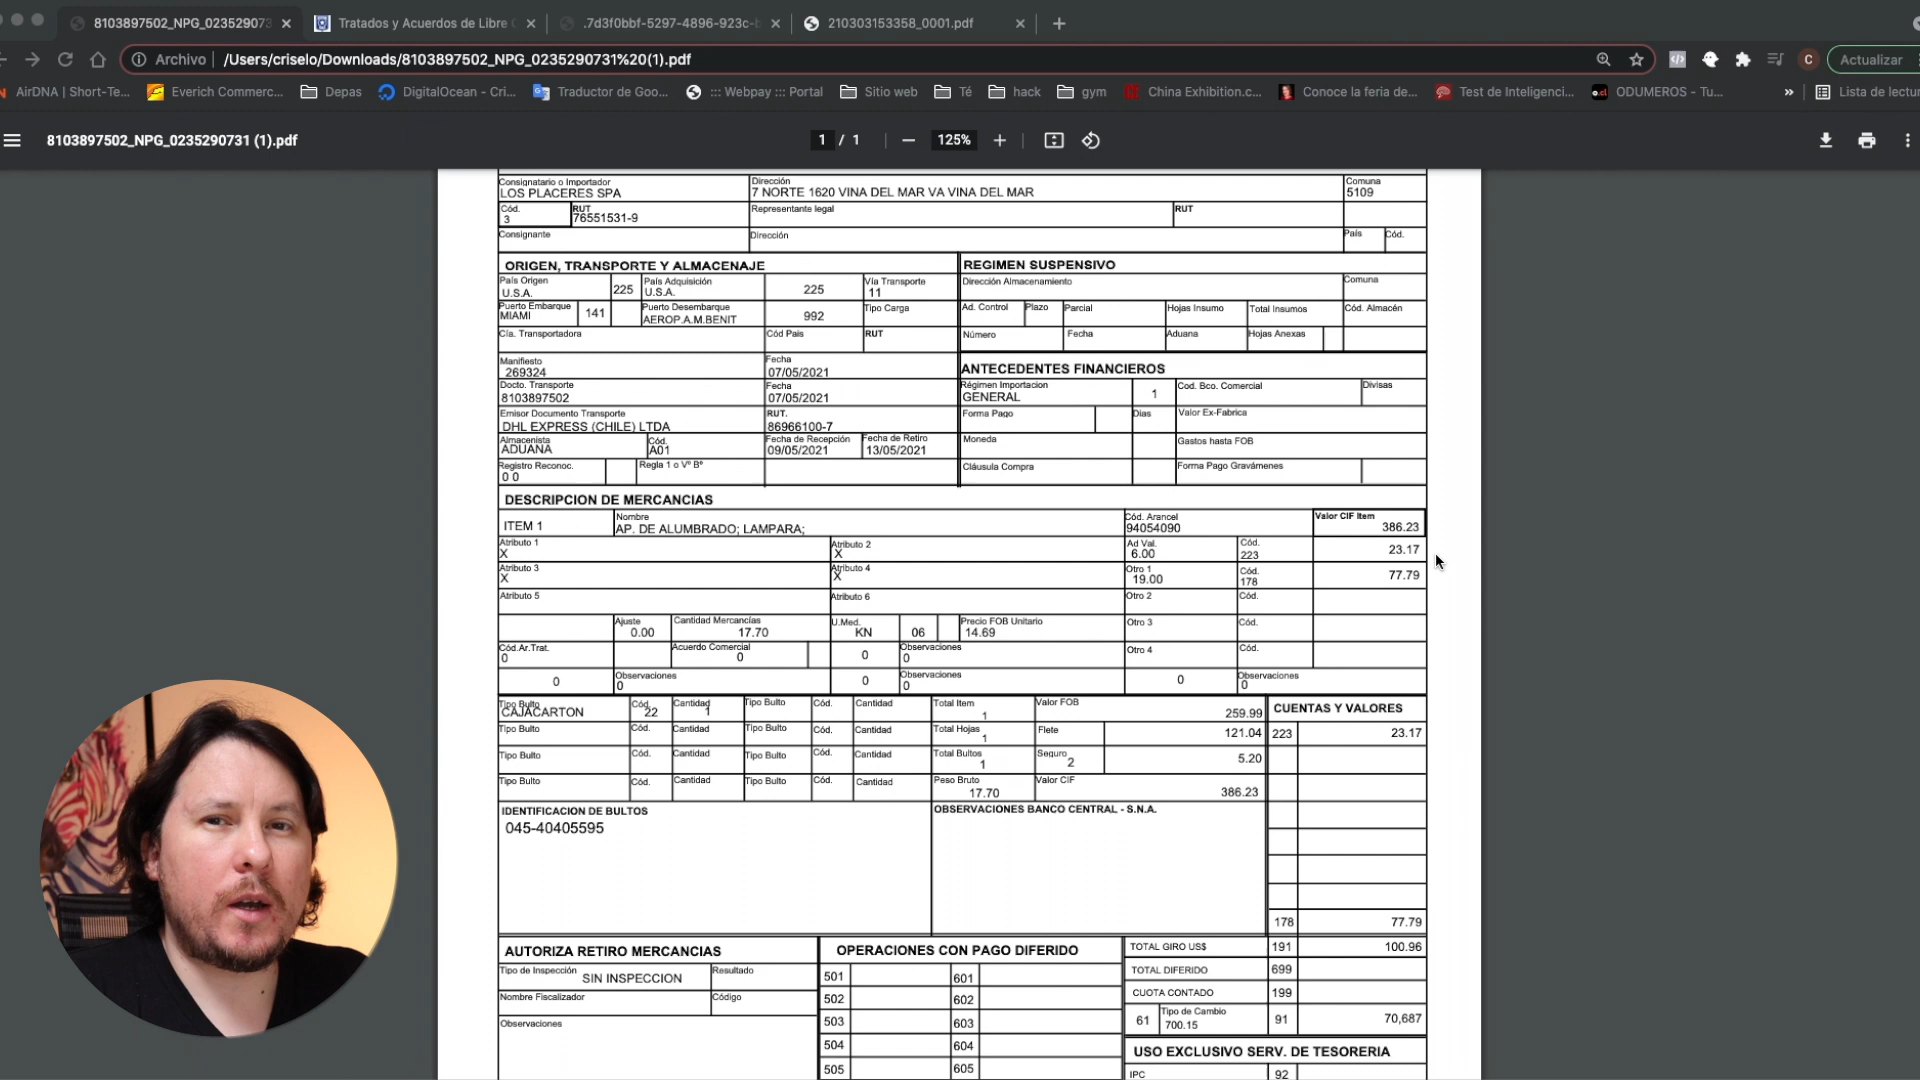 8103897502_NPG_023529073
Tratados y Acuerdos de Libre
.7d3f0bbf-5297-4896-923c-b
210303153358_0001.pdf
Archivo /Users/criselo/Downloads/8103897502_NPG_0235290731%20(1).pdf
C Actualizar
AirDNA | Short-Te...
Everich Commerc...
Depas
DigitalOcean - Cri...
Traductor de Goo...
::: Webpay ::: Portal
Sitio web
Té
hack
gym
China Exhibition.c...
Conoce la feria de...
Test de Inteligenci...
ODUMEROS - Tu...
»
Lista de lectu
8103897502_NPG_0235290731 (1).pdf
1 / 1
125%
Consignatario o Importador Dirección Comuna
LOS PLACERES SPA 7 NORTE 1620 VINA DEL MAR VA VINA DEL MAR 5109
Cód. RUT Representante legal RUT
3 76551531-9
Consignante Dirección País Cód.
ORIGEN, TRANSPORTE Y ALMACENAJE REGIMEN SUSPENSIVO
País Origen País Adquisición Vía Transporte Dirección Almacenamiento Comuna
U.S.A. 225 U.S.A. 225 11
Puerto Embarque Puerto Desembarque Tipo Carga Ad. Control Plazo Parcial Hojas Insumo Total Insumos Cód. Almacén
MIAMI 141 AEROP.A.M.BENIT 992
Cía. Transportadora Cód Pais RUT Número Fecha Aduana Hojas Anexas
Manifiesto Fecha
269324 07/05/2021 ANTECEDENTES FINANCIEROS
Docto. Transporte Fecha Régimen Importacion Cod. Bco. Comercial Divisas
8103897502 07/05/2021 GENERAL 1
Emisor Documento Transporte RUT. Forma Pago Dias Valor Ex-Fabrica
DHL EXPRESS (CHILE) LTDA 86966100-7
Almacenista Cód. Fecha de Recepción Fecha de Retiro Moneda Gastos hasta FOB
ADUANA A01 09/05/2021 13/05/2021
Registro Reconoc. Regla 1 o Vº Bº Cláusula Compra Forma Pago Gravámenes
0 0
DESCRIPCION DE MERCANCIAS
ITEM 1 Nombre Cód. Arancel Valor CIF Item
AP. DE ALUMBRADO; LAMPARA; 94054090 386.23
Atributo 1 Atributo 2 Ad Val. Cód.
X X 6.00 223 23.17
Atributo 3 Atributo 4 Otro 1 Cód.
X X 19.00 178 77.79
Atributo 5 Atributo 6 Otro 2 Cód.
Ajuste Cantidad Mercancías U.Med. Precio FOB Unitario Otro 3 Cód.
0.00 17.70 KN 06 14.69
Cód.Ar.Trat. Acuerdo Comercial Observaciones Otro 4 Cód.
0 0 0 0
Observaciones Observaciones Observaciones
0 0 0 0 0 0
Tipo Bulto Cód. Cantidad Tipo Bulto Cód. Cantidad Total Item Valor FOB CUENTAS Y VALORES
CAJACARTON 22 1 1 259.99
Tipo Bulto Cód. Cantidad Tipo Bulto Cód. Cantidad Total Hojas Flete
1 121.04 223 23.17
Tipo Bulto Cód. Cantidad Tipo Bulto Cód. Cantidad Total Bultos Seguro
1 2 5.20
Tipo Bulto Cód. Cantidad Tipo Bulto Cód. Cantidad Peso Bruto Valor CIF
17.70 386.23
IDENTIFICACION DE BULTOS OBSERVACIONES BANCO CENTRAL - S.N.A.
045-40405595
178 77.79
AUTORIZA RETIRO MERCANCIAS OPERACIONES CON PAGO DIFERIDO TOTAL GIRO US$ 191 100.96
Tipo de Inspección Resultado 501 601 TOTAL DIFERIDO 699
SIN INSPECCION
Nombre Fiscalizador Código 502 602 CUOTA CONTADO 199
Observaciones 503 603 61 Tipo de Cambio 91 70,687
700.15
504 604 USO EXCLUSIVO SERV. DE TESORERIA
505 605 IPC 92